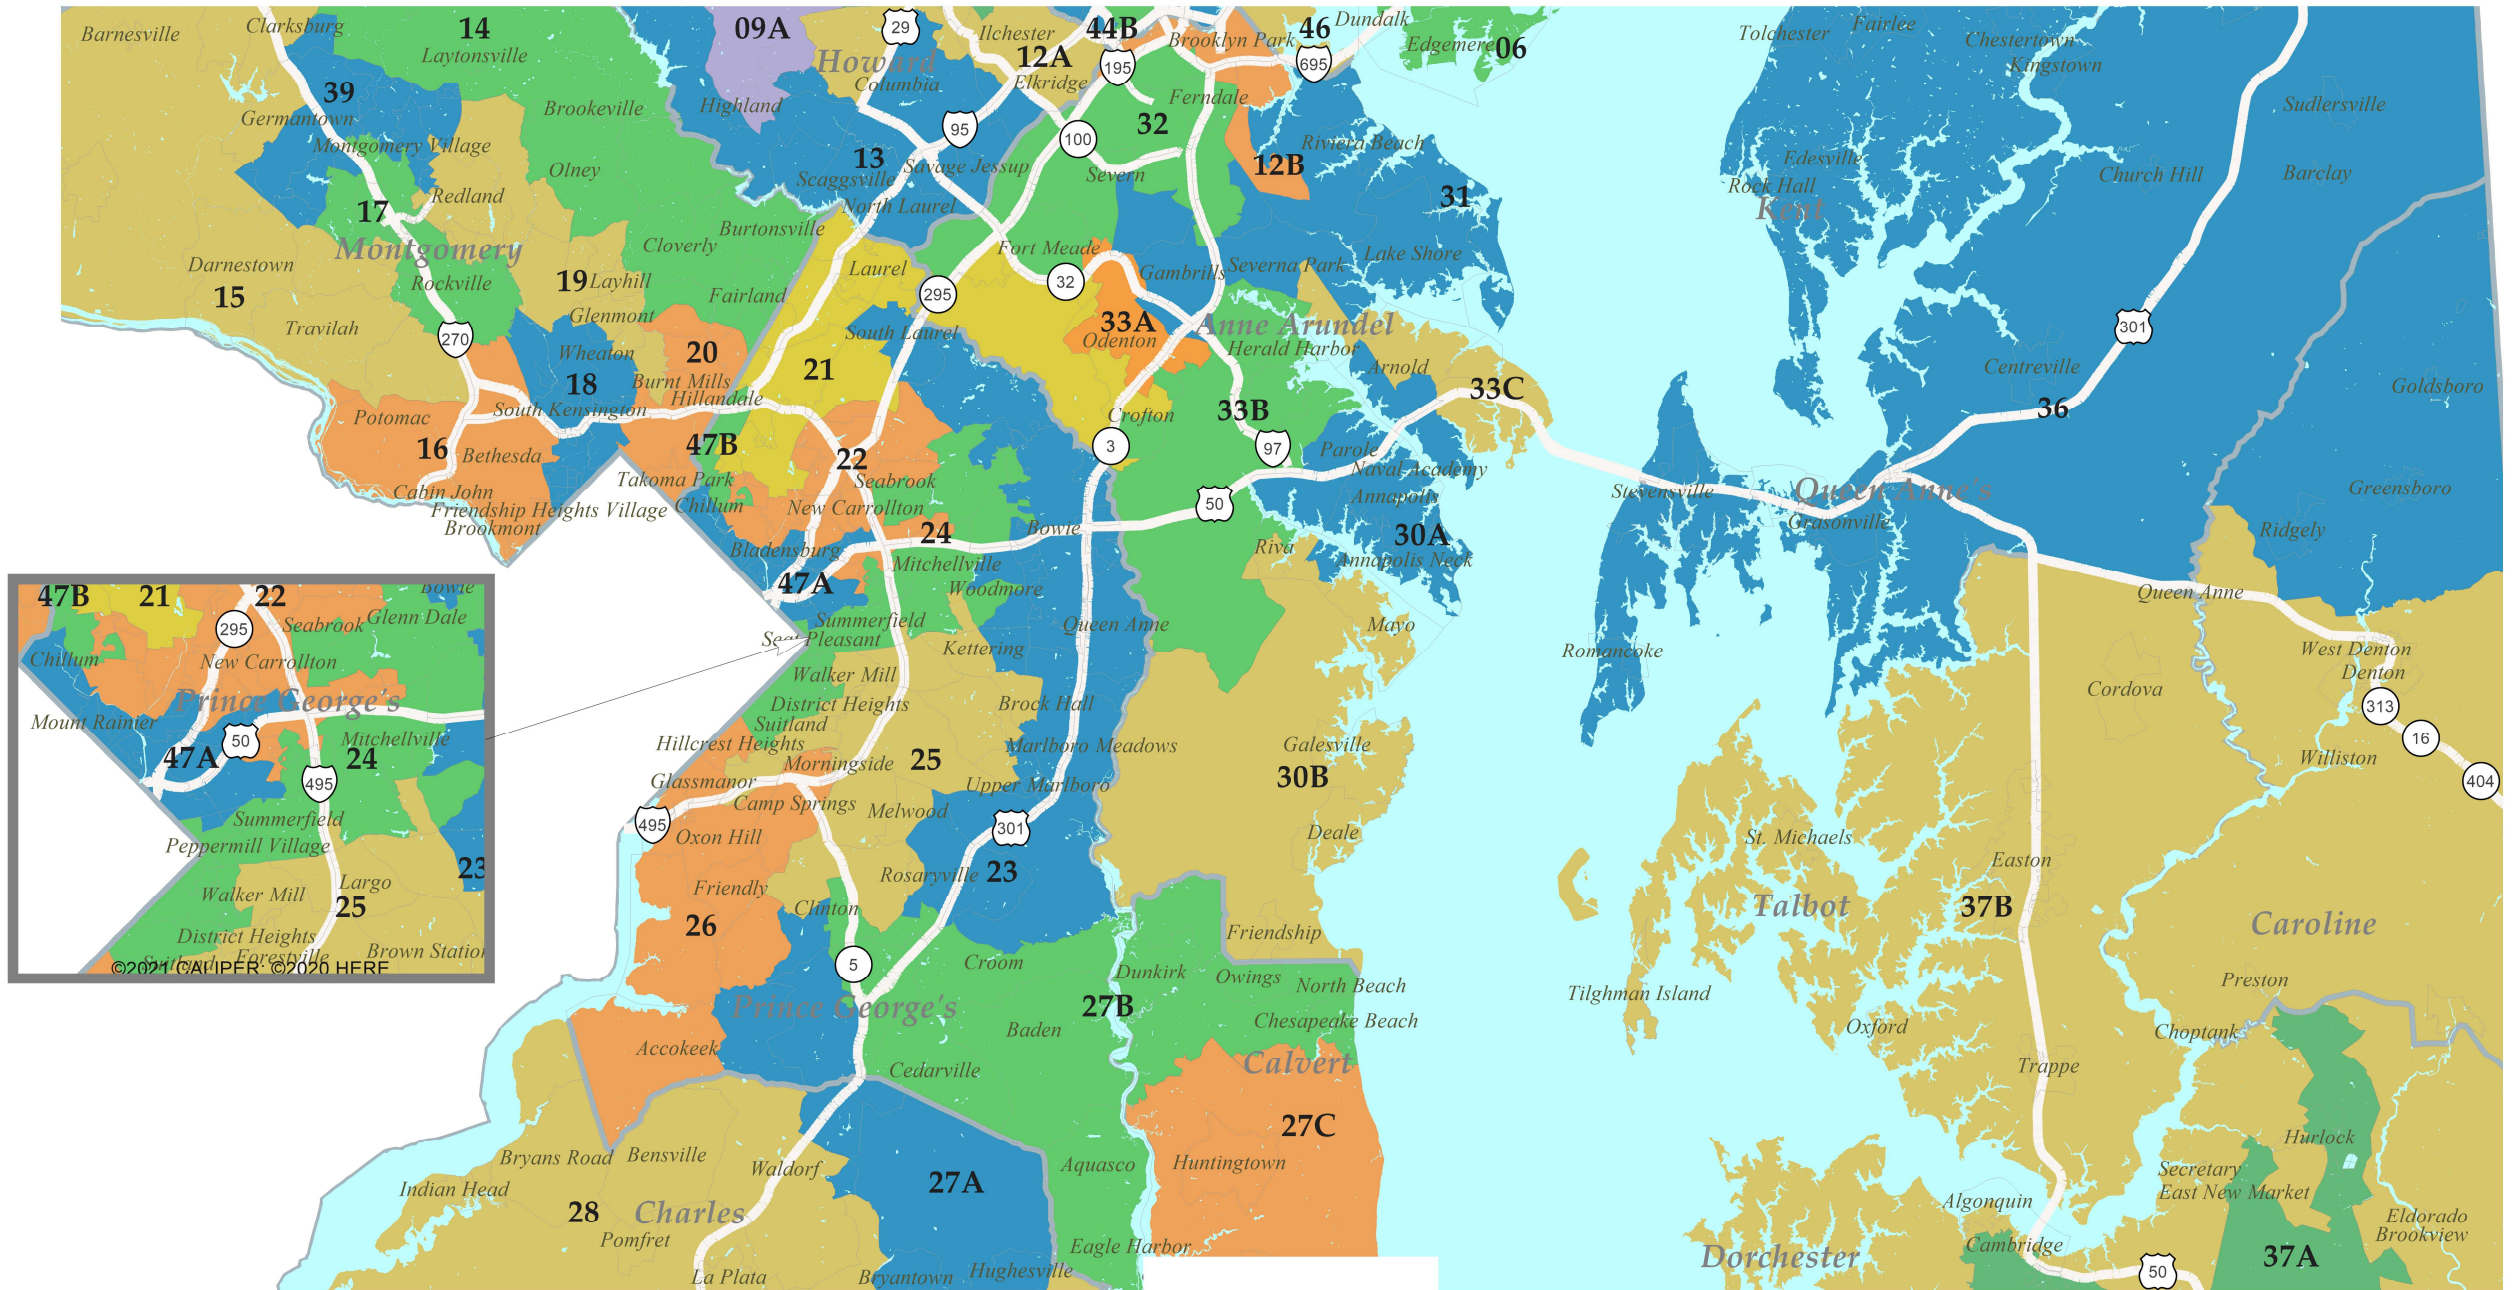 Barnesville
Clarksburg
14
Laytonsville
09A
Howard
29
Columbia
Ilchester
12A
Elkridge
44B
195
Brooklyn Park
46
Dundalk
695
Edgemere
06
Tolchester
Fairlee
Chestertown
Kingstown
Sudlersville
39
Germantown
Montgomery Village
Brookeville
Highland
95
100
Ferndale
32
Riviera Beach
12B
31
Edesville
Rock Hall
Kent
Church Hill
Barclay
Olney
13
Scaggsville
Savage
Jessup
Severn
Redland
17
Montgomery
North Laurel
Burtonsville
Cloverly
Fort Meade
Gambrills
Severna Park
Lake Shore
Darnestown
15
Rockville
19
Layhill
Laurel
Fairland
295
32
301
Travilah
270
Glenmont
Wheaton
20
South Laurel
33A
Odenton
Anne Arundel
Herald Harbor
Arnold
Centreville
Goldsboro
18
Burnt Mills
Hillandale
21
33C
36
Potomac
South Kensington
Crofton
33B
16
Bethesda
47B
22
3
97
Parole
Naval Academy
Takoma Park
Seabrook
Cabin John
Friendship Heights Village
Chillum
New Carrollton
50
Annapolis
Stevensville
Queen Anne's
Grasonville
Greensboro
Ridgely
Brookmont
24
Bowie
30A
Bladensburg
Mitchellville
Riva
Annapolis Neck
47A
Woodmore
Queen Anne
Summerfield
Seat Pleasant
Queen Anne
Mayo
Kettering
Romancoke
West Denton
Denton
Walker Mill
Cordova
District Heights
Suitland
Brock Hall
313
Hillcrest Heights
Marlboro Meadows
Galesville
16
Morningside
25
Williston
Glassmanor
Upper Marlboro
30B
404
Camp Springs
Melwood
495
Oxon Hill
301
Deale
St. Michaels
Easton
Friendly
Rosaryville
23
Clinton
Talbot
37B
26
Friendship
Caroline
5
Croom
Dunkirk
Owings
North Beach
Preston
Tilghman Island
Prince George's
27B
Baden
Chesapeake Beach
Oxford
Choptank
Accokeek
Calvert
Cedarville
Trappe
27C
Bryans Road
Bensville
Waldorf
Aquasco
Huntingtown
Hurlock
Indian Head
27A
Secretary
East New Market
28
Charles
Algonquin
Eldorado
Brookview
Pomfret
Eagle Harbor
Cambridge
Dorchester
37A
La Plata
Bryantown
Hughesville
50
47B
21
22
Bowie
295
Seabrook
Glenn Dale
Chillum
New Carrollton
Prince George's
Mount Rainier
50
Mitchellville
47A
24
495
Summerfield
Peppermill Village
23
Walker Mill
Largo
25
District Heights
Forestville
Brown Station
Suitland
©2021 CALIPER; ©2020 HERE